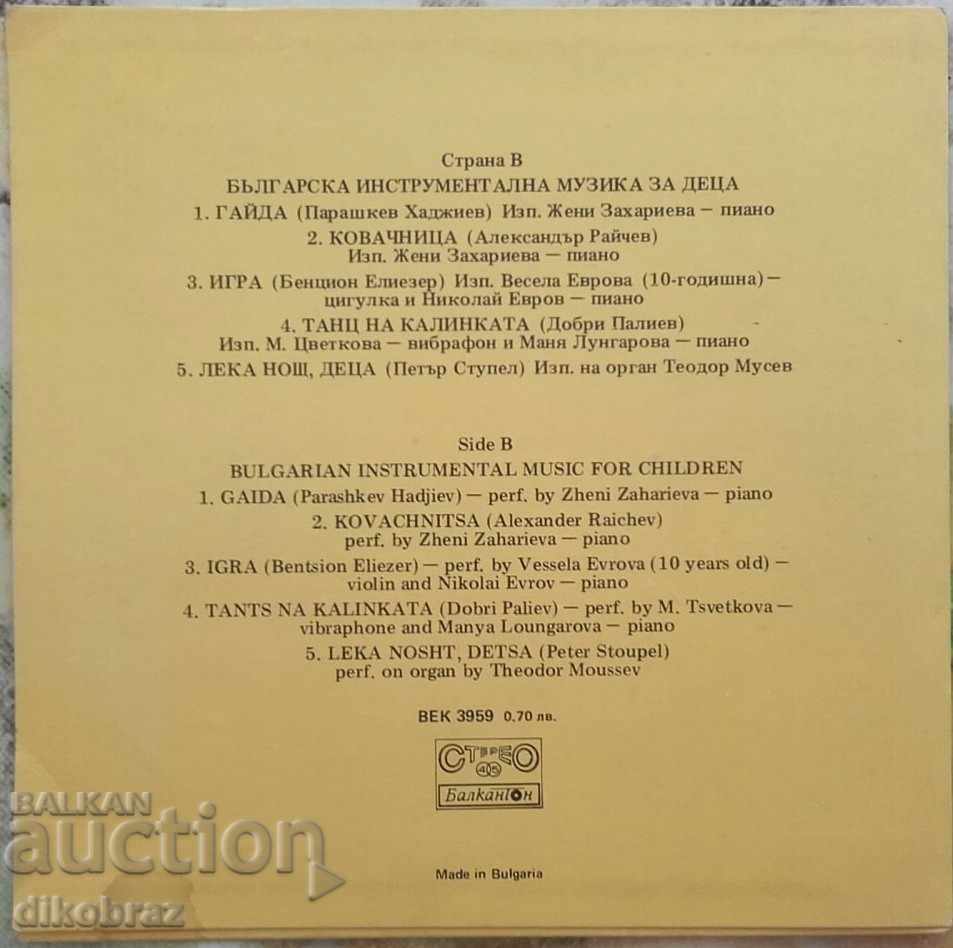 Страна В
БЪЛГАРСКА ИНСТРУМЕНТАЛНА МУЗИКА ЗА ДЕЦА
1. ГАЙДА (Парашкев Хаджиев) Изп. Жени Захариева — пиано
2. КОВАЧНИЦА (Александър Райчев)
Изп. Жени Захариева — пиано
3. ИГРА (Бенцион Елиезер) Изп. Весела Еврова (10-годишна) —
цигулка и Николай Евров — пиано
4. ТАНЦ НА КАЛИНКАТА (Добри Палиев)
Изп. М. Цветкова — вибрафон и Маня Лунгарова — пиано
5. ЛЕКА НОЩ, ДЕЦА (Петър Ступел) Изп. на орган Теодор Мусев
Side B
BULGARIAN INSTRUMENTAL MUSIC FOR CHILDREN
1. GAIDA (Parashkev Hadjiev) — perf. by Zheni Zaharieva — piano
2. KOVACHNITSA (Alexander Raichev)
perf. by Zheni Zaharieva — piano
3. IGRA (Bentsion Eliezer) — perf. by Vessela Evrova (10 years old) —
violin and Nikolai Evrov — piano
4. TANTS NA KALINKATA (Dobri Paliev) — perf. by M. Tsvetkova —
vibraphone and Manya Loungarova — piano
5. LEKA NOSHT, DETSA (Peter Stoupel)
perf. on organ by Theodor Moussev
ВЕК 3959 0,70 лв.
СТЕРЕО
45
Балкантон
Made in Bulgaria
BALKAN
auction
dikobraz